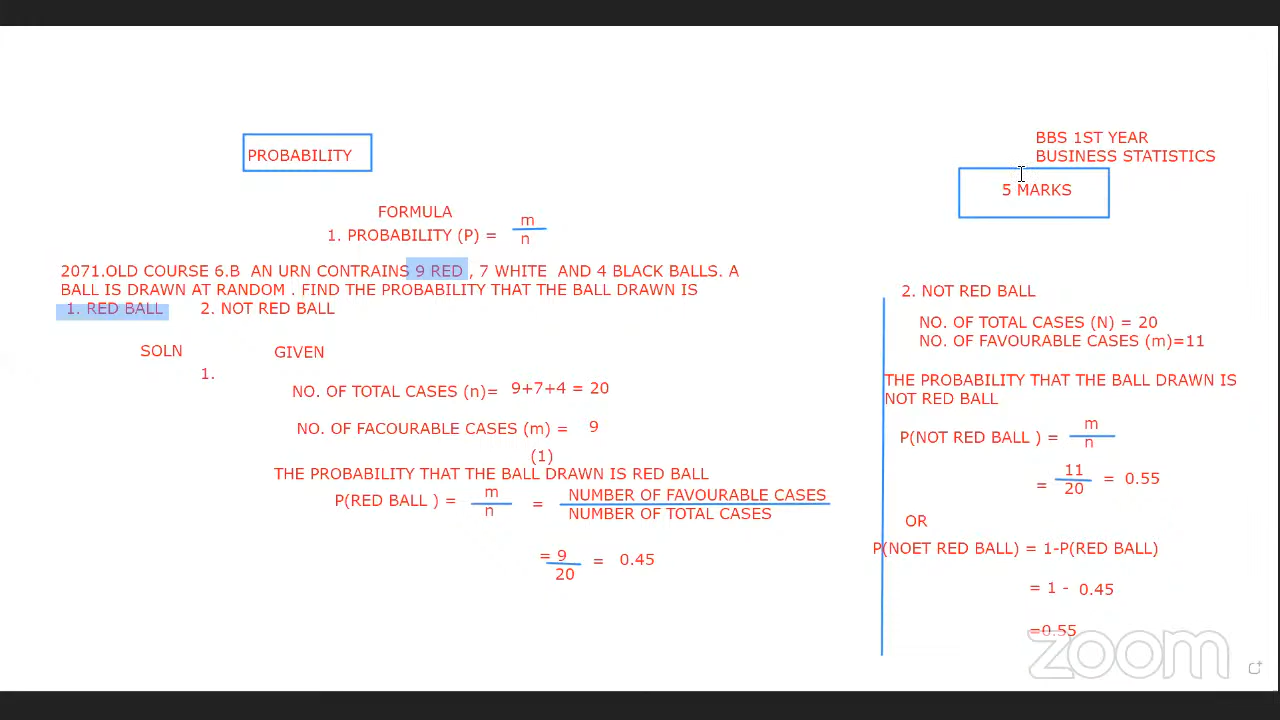 PROBABILITY
BBS 1ST YEAR
BUSINESS STATISTICS
5 MARKS
FORMULA
1. PROBABILITY (P) = m
n
2071.OLD COURSE 6.B AN URN CONTRAINS 9 RED , 7 WHITE AND 4 BLACK BALLS. A
BALL IS DRAWN AT RANDOM . FIND THE PROBABILITY THAT THE BALL DRAWN IS
1. RED BALL 2. NOT RED BALL
SOLN GIVEN
1.
NO. OF TOTAL CASES (n)= 9+7+4 = 20
NO. OF FACOURABLE CASES (m) = 9
(1)
THE PROBABILITY THAT THE BALL DRAWN IS RED BALL
P(RED BALL ) = m = NUMBER OF FAVOURABLE CASES
n NUMBER OF TOTAL CASES
= 9 = 0.45
20
2. NOT RED BALL
NO. OF TOTAL CASES (N) = 20
NO. OF FAVOURABLE CASES (m)=11
THE PROBABILITY THAT THE BALL DRAWN IS
NOT RED BALL
P(NOT RED BALL ) = m
n
= 11 = 0.55
20
OR
P(NOET RED BALL) = 1-P(RED BALL)
= 1 - 0.45
=0.55
zoom